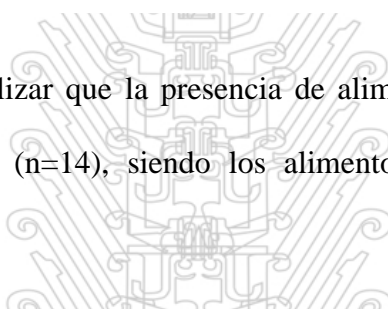 lizar que la presencia de alim
(n=14), siendo los alimento